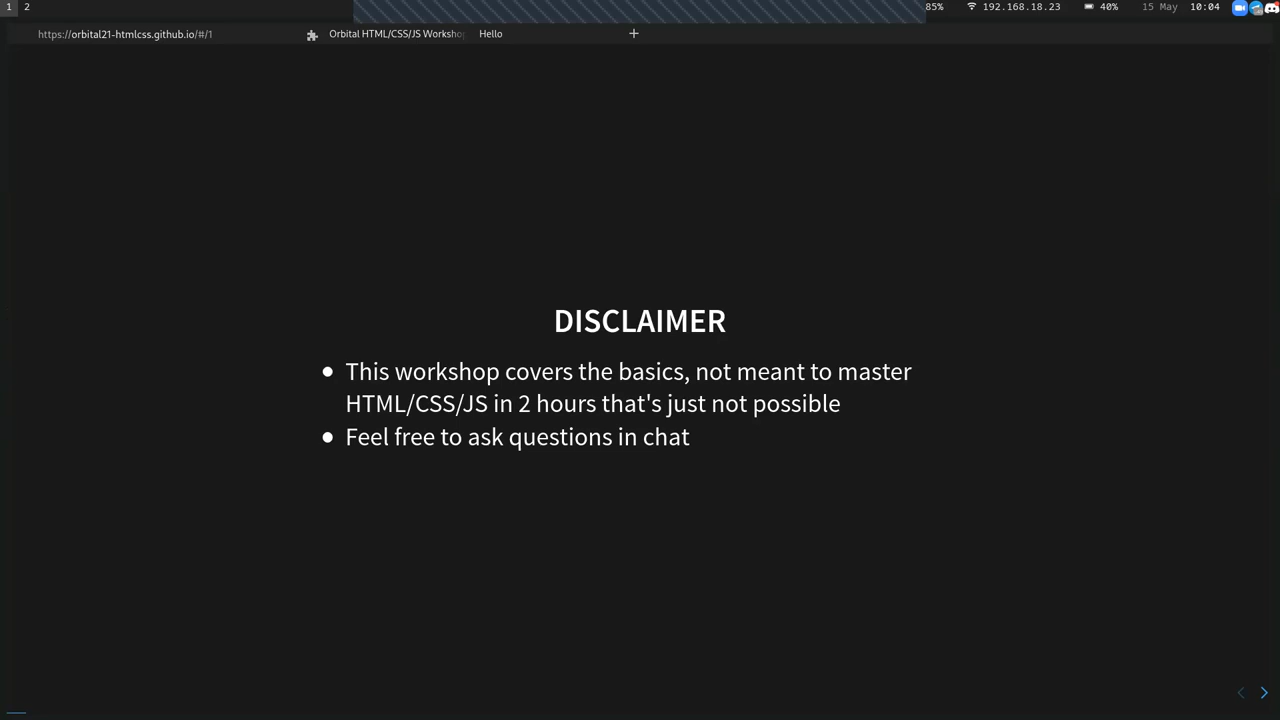 1 2 85% 192.168.18.23 40% 15 May 10:04
https://orbital21-htmlcss.github.io/#/1 Orbital HTML/CSS/JS Worksho Hello +
DISCLAIMER
This workshop covers the basics, not meant to master
HTML/CSS/JS in 2 hours that's just not possible
Feel free to ask questions in chat